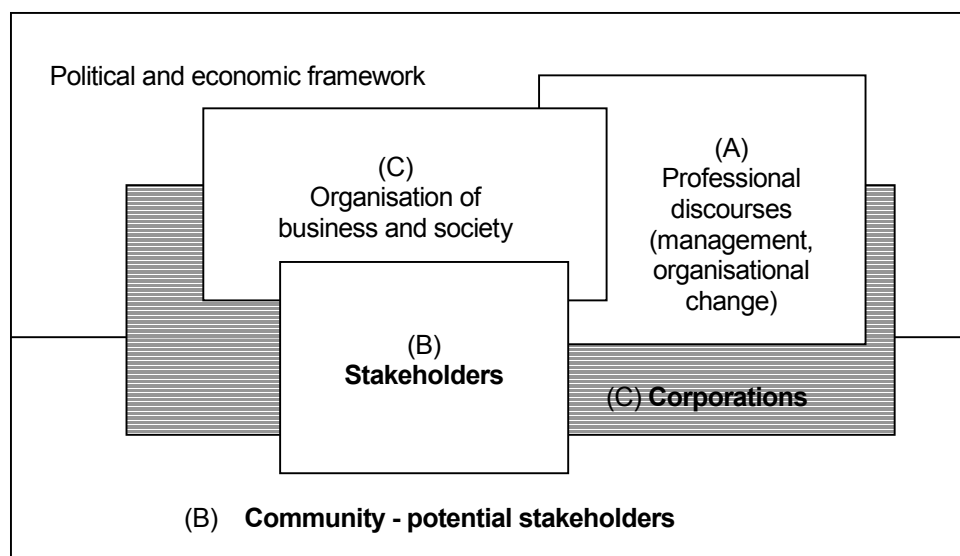 Political and economic framework
(C)
Organisation of
business and society
(A)
Professional
discourses
(management,
organisational
change)
(B)
Stakeholders
(C) Corporations
(B) Community - potential stakeholders